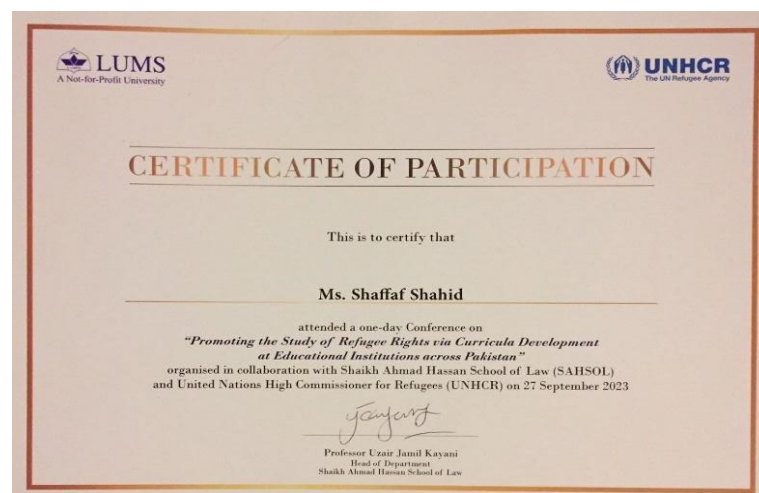 LUMS
A Not-for-Profit University
UNHCR
The UN Refugee Agency
CERTIFICATE OF PARTICIPATION
This is to certify that
Ms. Shaffaf Shahid
attended a one-day Conference on
“Promoting the Study of Refugee Rights via Curricula Development
at Educational Institutions across Pakistan”
organised in collaboration with Shaikh Ahmad Hassan School of Law (SAHSOL)
and United Nations High Commissioner for Refugees (UNHCR) on 27 September 2023
Professor Uzair Jamil Kayani
Head of Department
Shaikh Ahmad Hassan School of Law